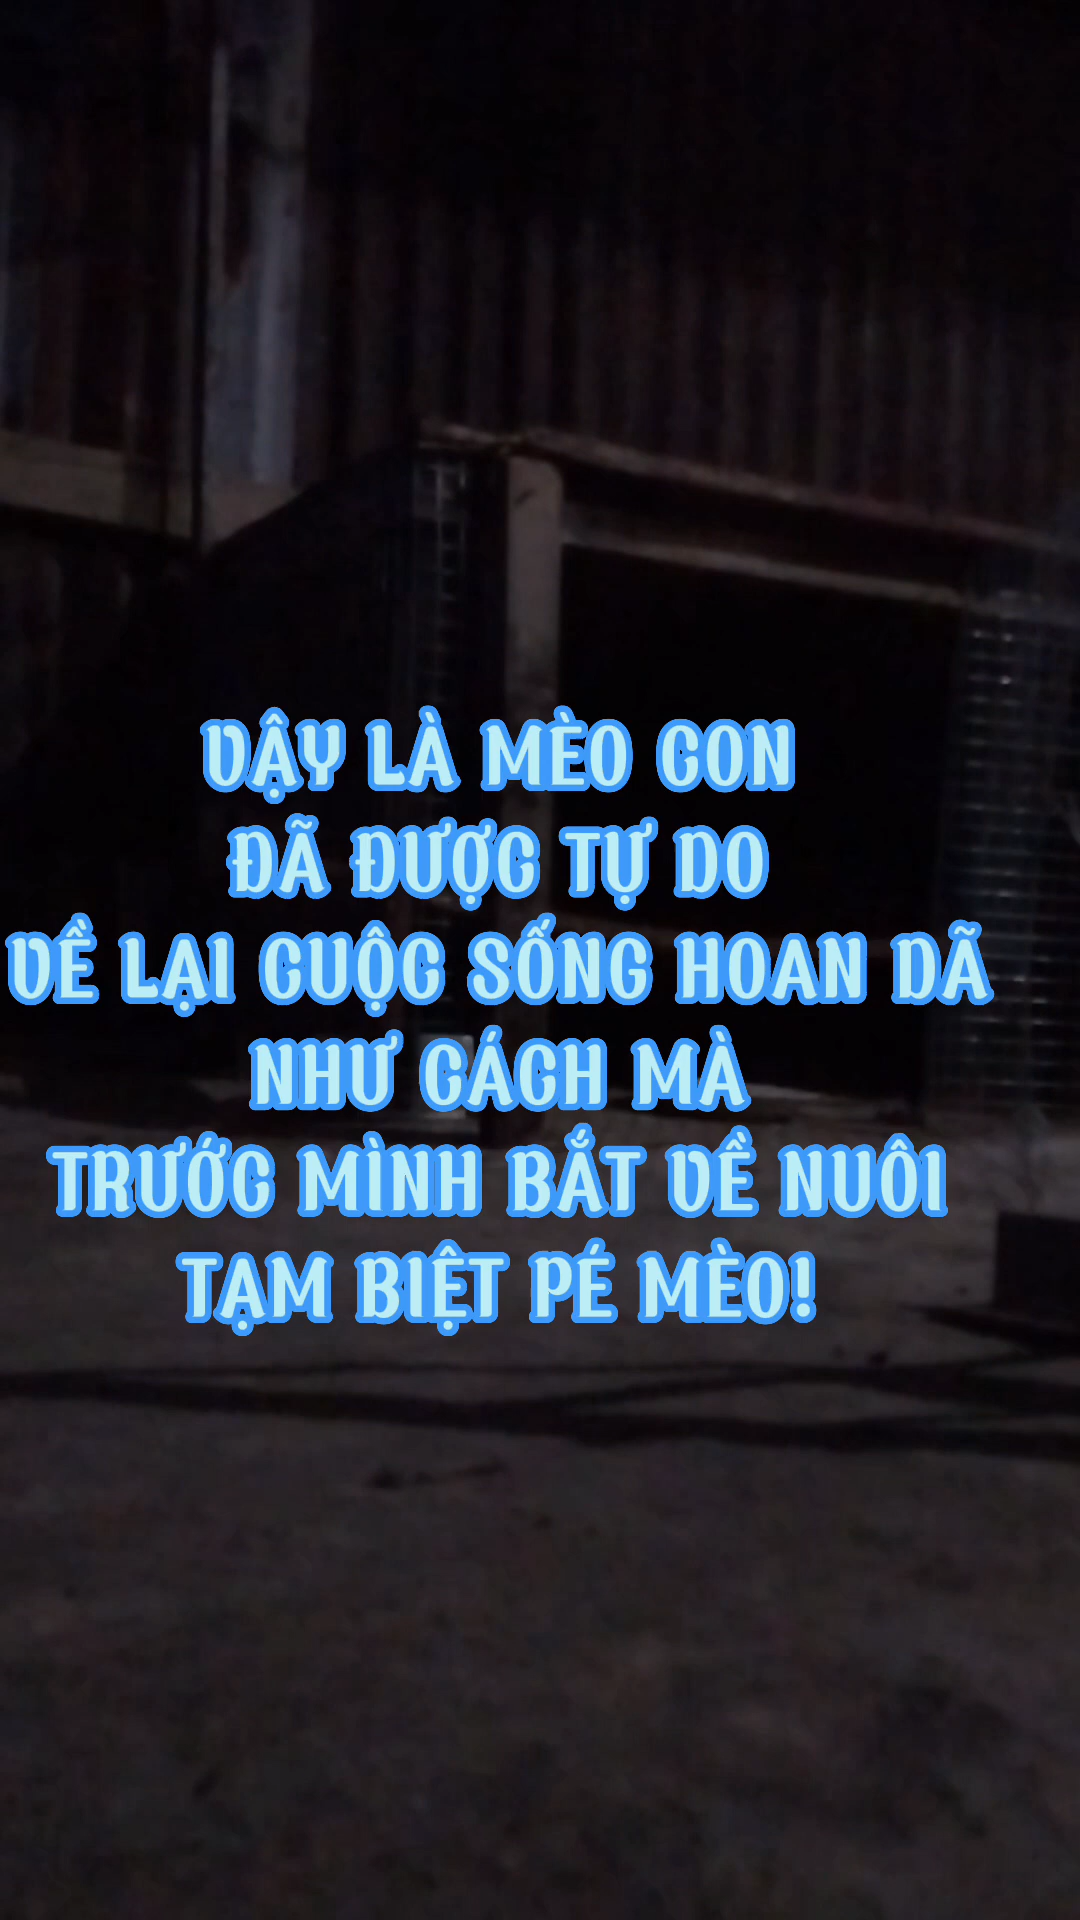 VẬY LÀ MÈO CON
ĐÃ ĐƯỢC TỰ DO
VỀ LẠI CUỘC SỐNG HOAN DÃ
NHƯ CÁCH MÀ
TRƯỚC MÌNH BẮT VỀ NUÔI
TẠM BIỆT PÉ MÈO!